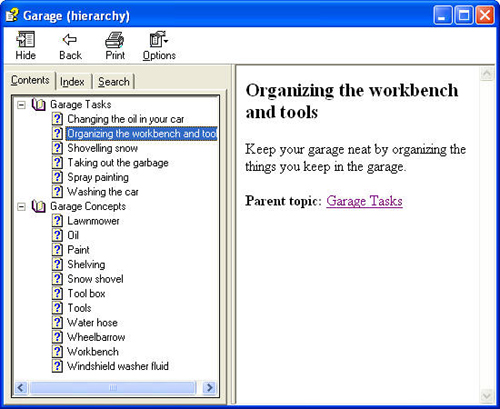 Garage (hierarchy)
Hide Back Print Options
Contents Index Search
Garage Tasks
Changing the oil in your car
Organizing the workbench and tool
Shovelling snow
Taking out the garbage
Spray painting
Washing the car
Garage Concepts
Lawnmower
Oil
Paint
Shelving
Snow shovel
Tool box
Tools
Water hose
Wheelbarrow
Workbench
Windshield washer fluid
Organizing the workbench
and tools
Keep your garage neat by organizing the
things you keep in the garage.
Parent topic: Garage Tasks